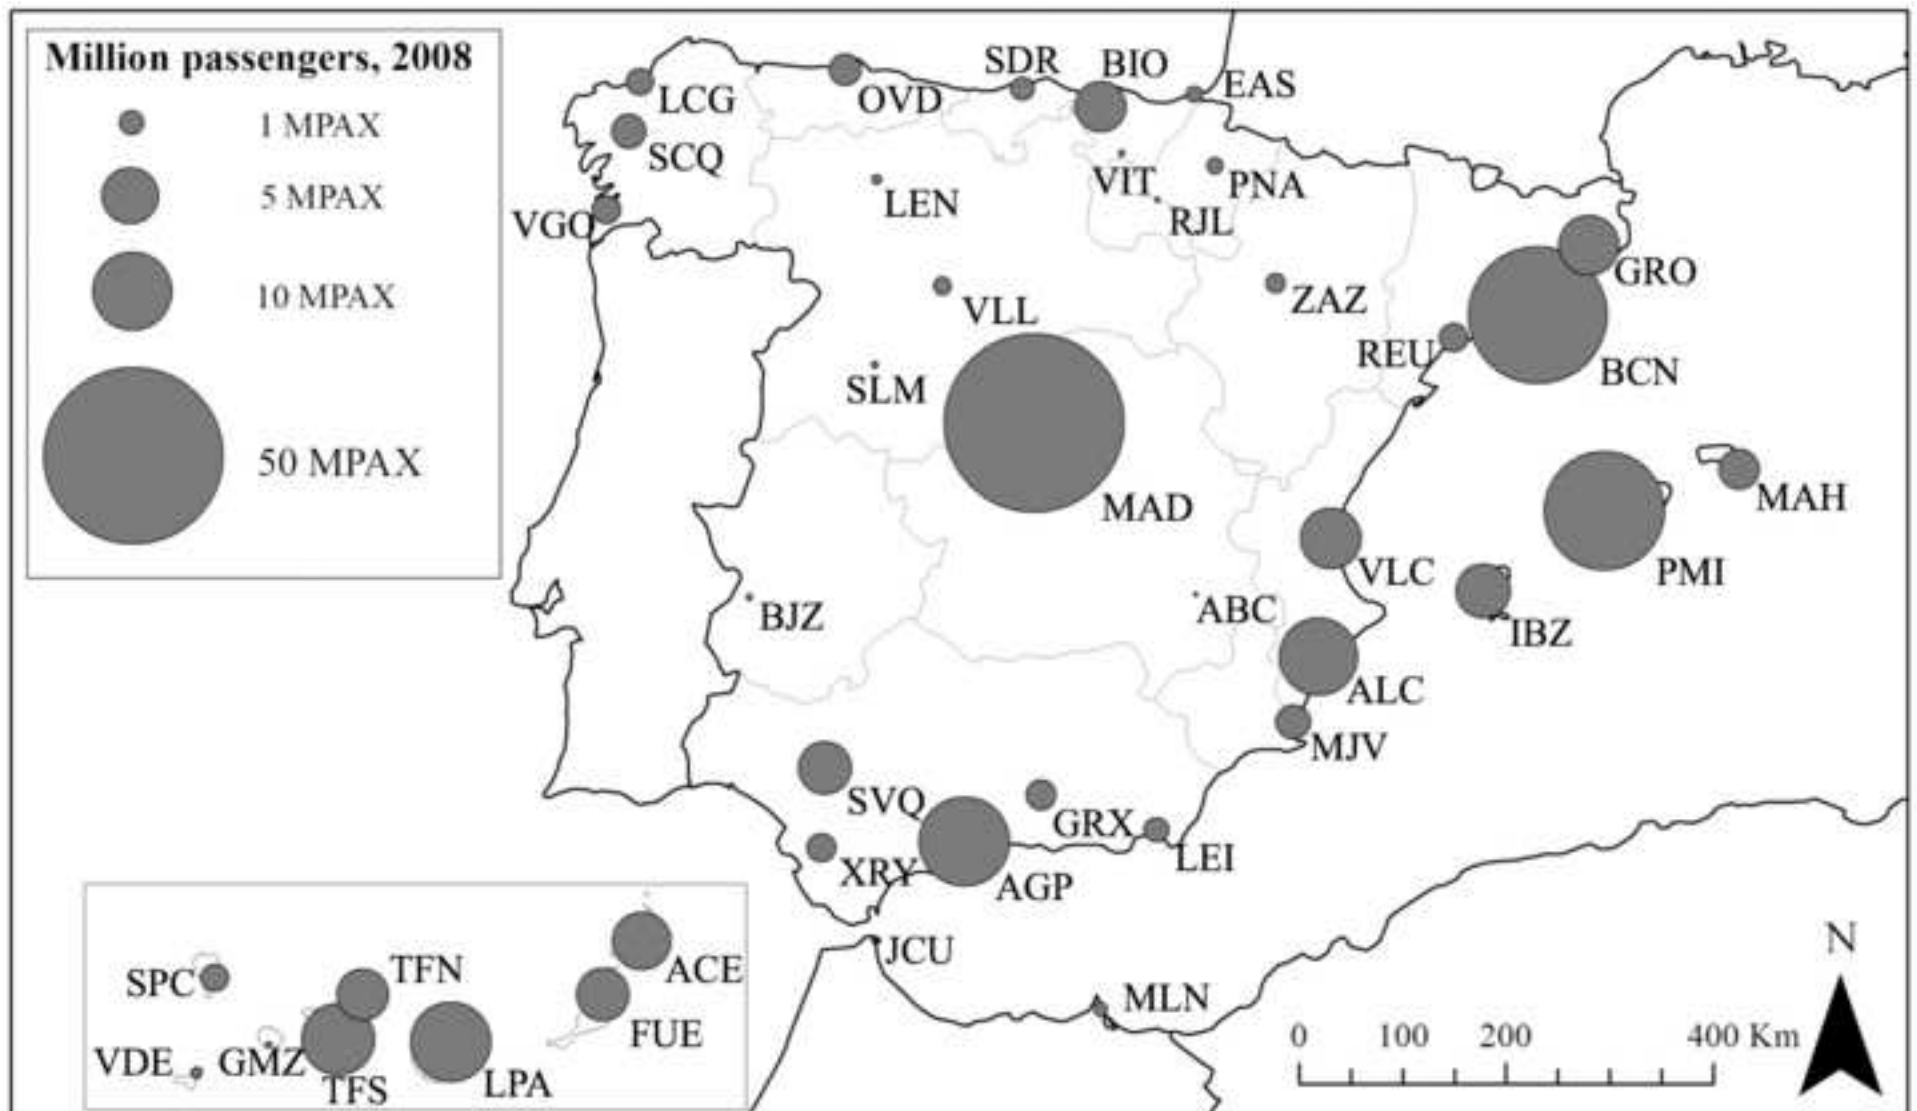 Million passengers, 2008
1 MPAX
5 MPAX
10 MPAX
50 MPAX
LCG
OVD
SDR
BIO
EAS
SCQ
VGO
LEN
VIT
PNA
RJL
VLL
ZAZ
GRO
REU
BCN
SLM
MAD
MAH
VLC
PMI
BJZ
ABC
IBZ
ALC
MJV
SVQ
GRX
LEI
XRY
AGP
JCU
MLN
SPC
TFN
ACE
FUE
VDE
GMZ
TFS
LPA
N
0 100 200 400 Km